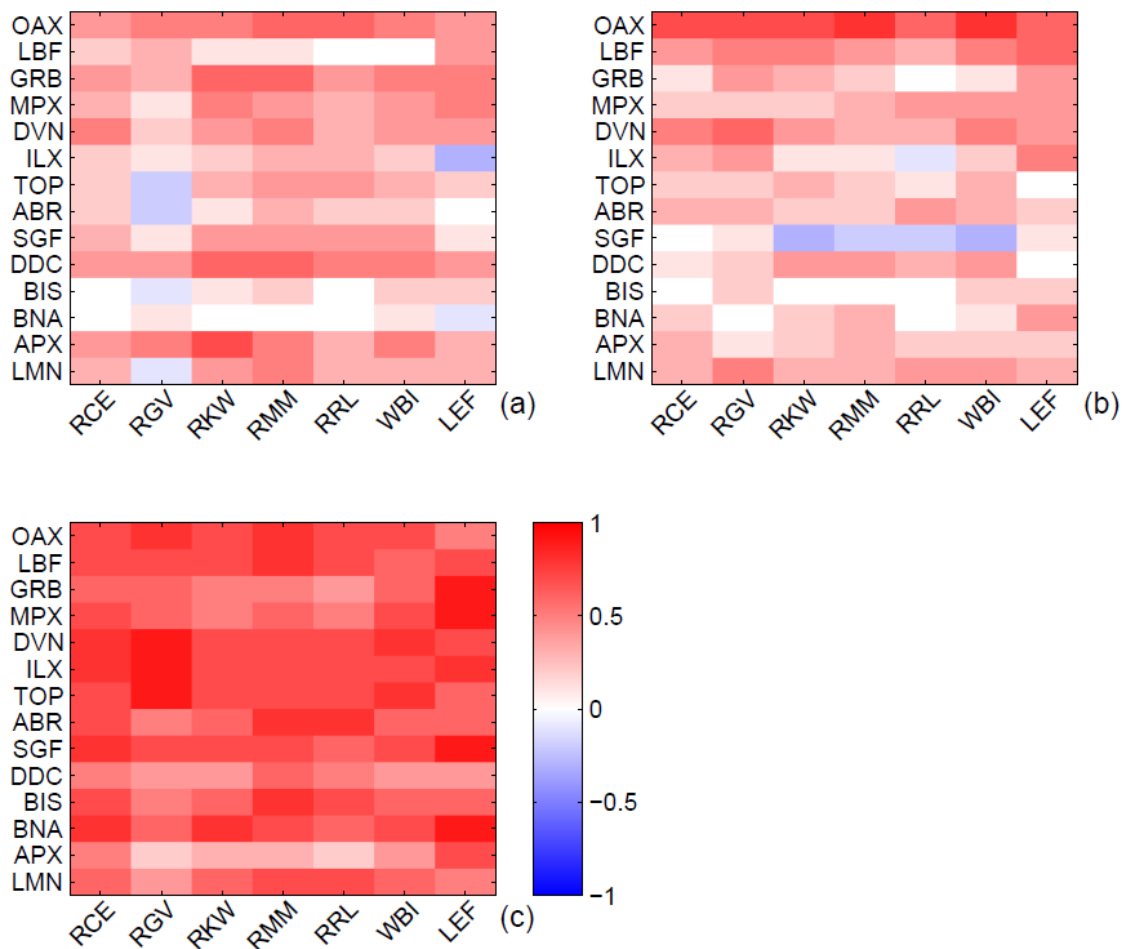 OAX
LBF
GRB
MPX
DVN
ILX
TOP
ABR
SGF
DDC
BIS
BNA
APX
LMN
RCE RGV RKW RMM RRL WBI LEF (a)
OAX
LBF
GRB
MPX
DVN
ILX
TOP
ABR
SGF
DDC
BIS
BNA
APX
LMN
RCE RGV RKW RMM RRL WBI LEF (b)
OAX
LBF
GRB
MPX
DVN
ILX
TOP
ABR
SGF
DDC
BIS
BNA
APX
LMN
RCE RGV RKW RMM RRL WBI LEF (c)
1
0.5
0
−0.5
−1